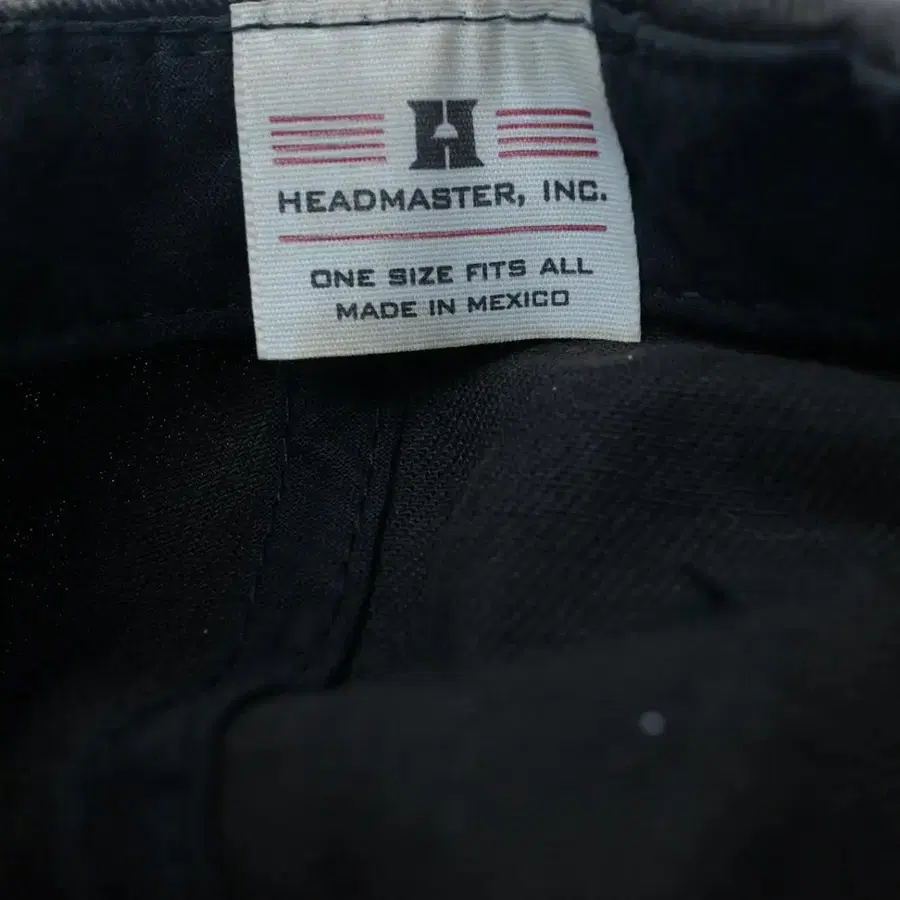 H
HEADMASTER, INC.
ONE SIZE FITS ALL
MADE IN MEXICO